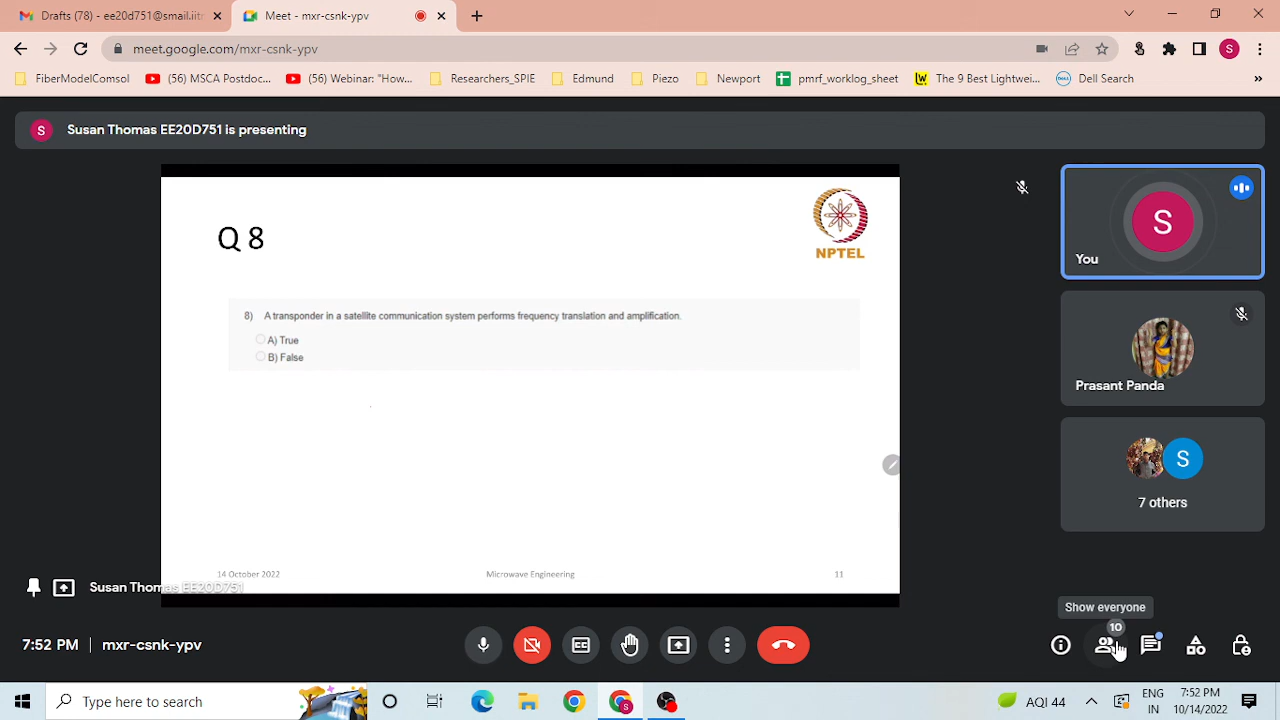 Drafts (78) - edsect@smail.iitr
Meet - mxr-csnk-ypv
meet.google.com/mxr-csnk-ypv
S
FiberModelComsol
(56) MSCA Postdoc...
(56) Webinar: "How...
Researchers_SPIE
Edmund
Piezo
Newport
pmrf_worklog_sheet
The 9 Best Lightwei...
Dell Search
»
S Susan Thomas EE20D751 is presenting
Q 8
NPTEL
8) A transponder in a satellite communication system performs frequency translation and amplification.
A) True
B) False
14 October 2022 Microwave Engineering 11
Susan Thomas EE20D751
S
You
Prasant Panda
S
7 others
Show everyone
10
7:52 PM | mxr-csnk-ypv
CC
Type here to search
AQI 44
ENG
IN
7:52 PM
10/14/2022